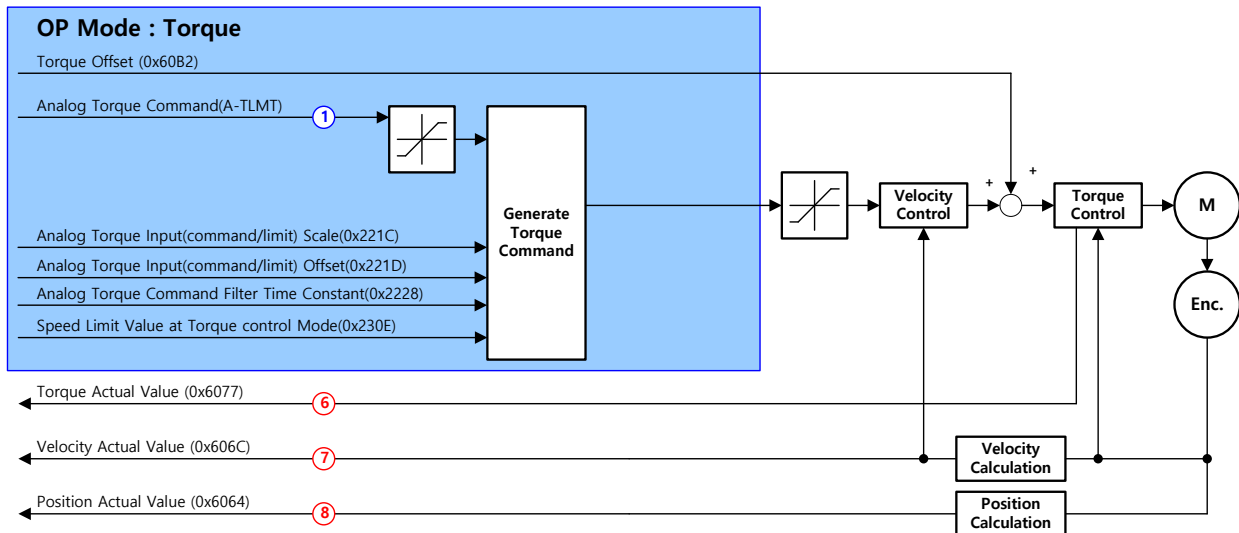 OP Mode : Torque
Torque Offset (0x60B2)
Analog Torque Command(A-TLMT)
1
Generate
Torque
Command
Analog Torque Input(command/limit) Scale(0x221C)
Analog Torque Input(command/limit) Offset(0x221D)
Analog Torque Command Filter Time Constant(0x2228)
Speed Limit Value at Torque control Mode(0x230E)
Velocity
Control
+
+
Torque
Control
M
Enc.
Torque Actual Value (0x6077)
6
Velocity Actual Value (0x606C)
7
Velocity
Calculation
Position Actual Value (0x6064)
8
Position
Calculation